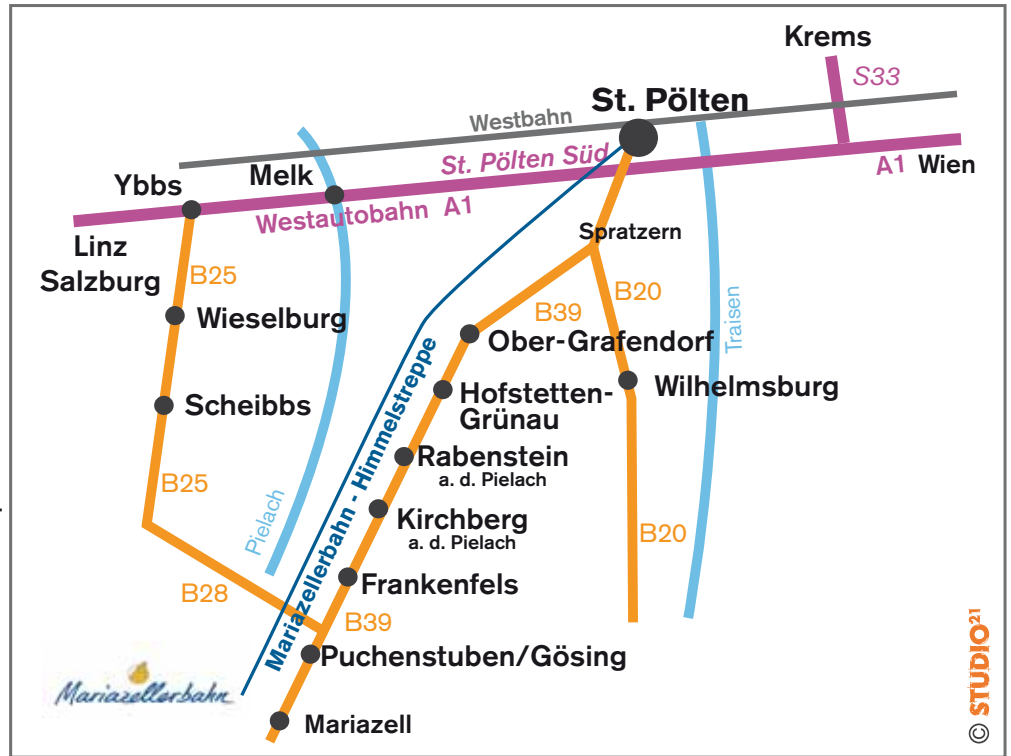 Krems
S33
St. Pölten
Westbahn
St. Pölten Süd
A1 Wien
Melk
Ybbs
Westautobahn A1
Linz
Salzburg
Spratzern
B25
B20
B39
Wieselburg
Ober-Grafendorf
Traisen
Hofstetten-
Grünau
Wilhelmsburg
Scheibbs
Mariazellerbahn - Himmelstreppe
Rabenstein
a. d. Pielach
B25
Pielach
Kirchberg
a. d. Pielach
B20
Frankenfels
B28
B39
Puchenstuben/Gösing
Mariazellerbahn
Mariazell
© STUDIO21